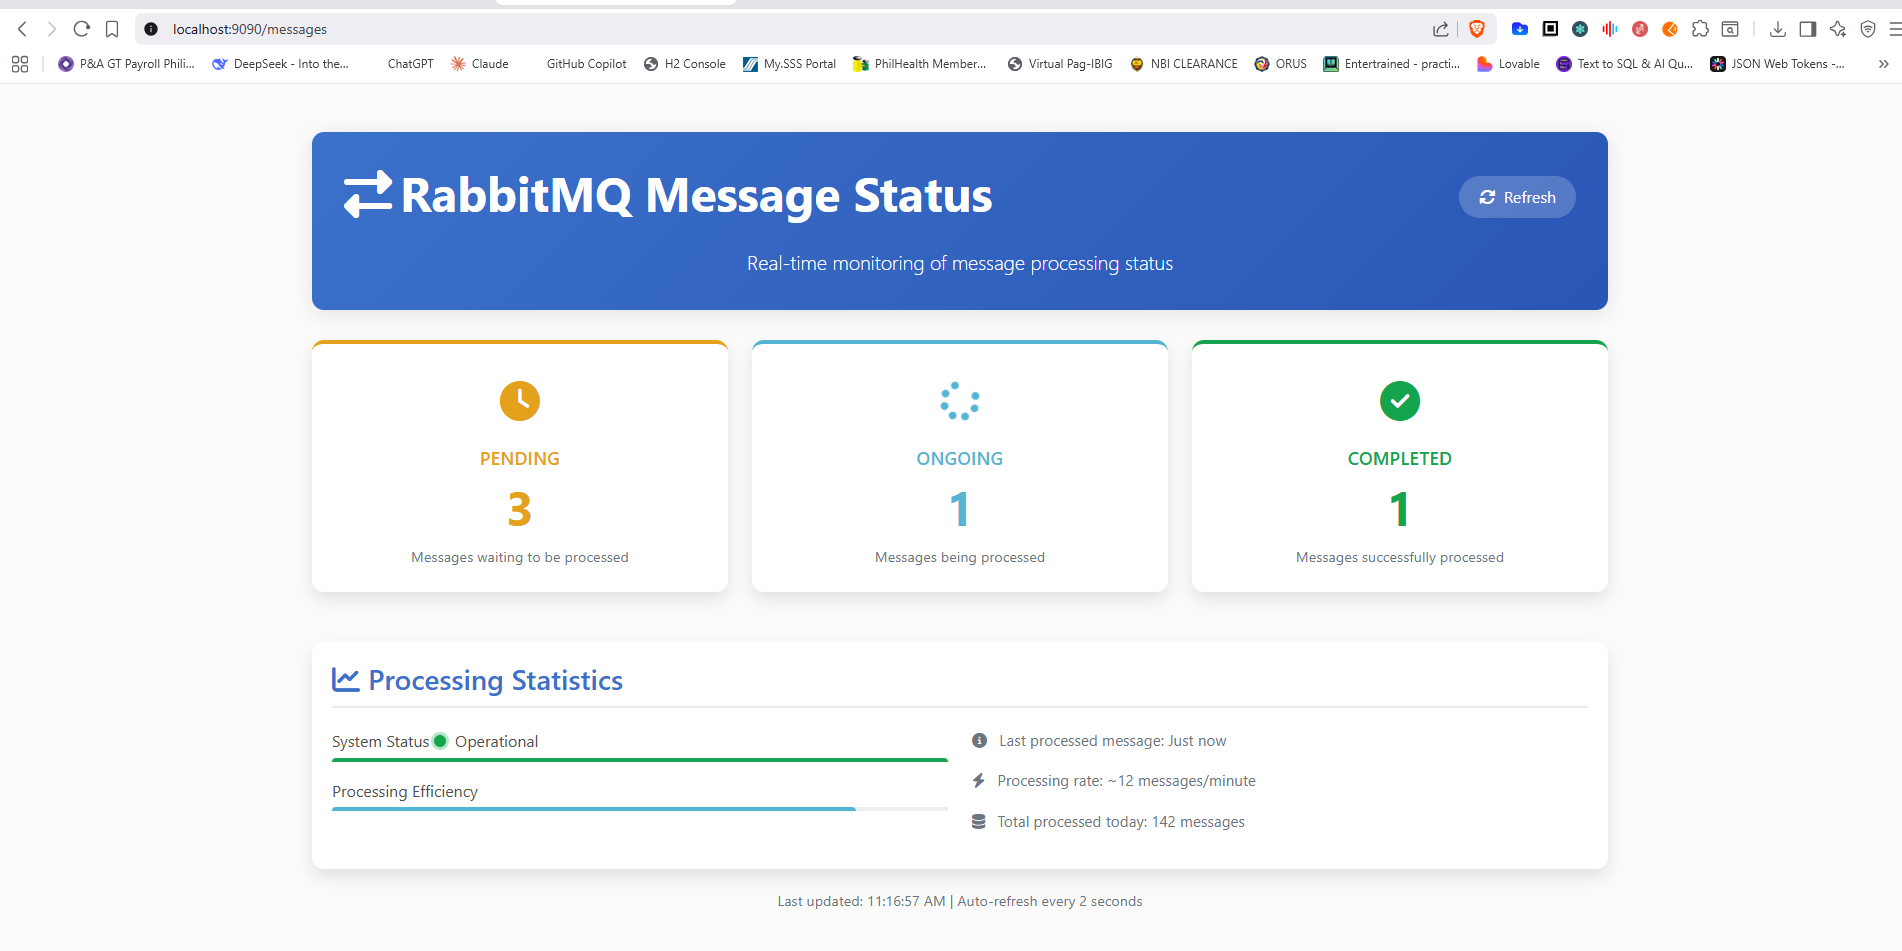 localhost:9090/messages
P&A GT Payroll Phili... DeepSeek - Into the... ChatGPT Claude GitHub Copilot H2 Console My.SSS Portal PhilHealth Member... Virtual Pag-IBIG NBI CLEARANCE ORUS Entertrained - practi... Lovable Text to SQL & AI Qu... JSON Web Tokens -... »
RabbitMQ Message Status
Refresh
Real-time monitoring of message processing status
PENDING
3
Messages waiting to be processed
ONGOING
1
Messages being processed
COMPLETED
1
Messages successfully processed
Processing Statistics
System Status Operational
Processing Efficiency
Last processed message: Just now
Processing rate: ~12 messages/minute
Total processed today: 142 messages
Last updated: 11:16:57 AM | Auto-refresh every 2 seconds